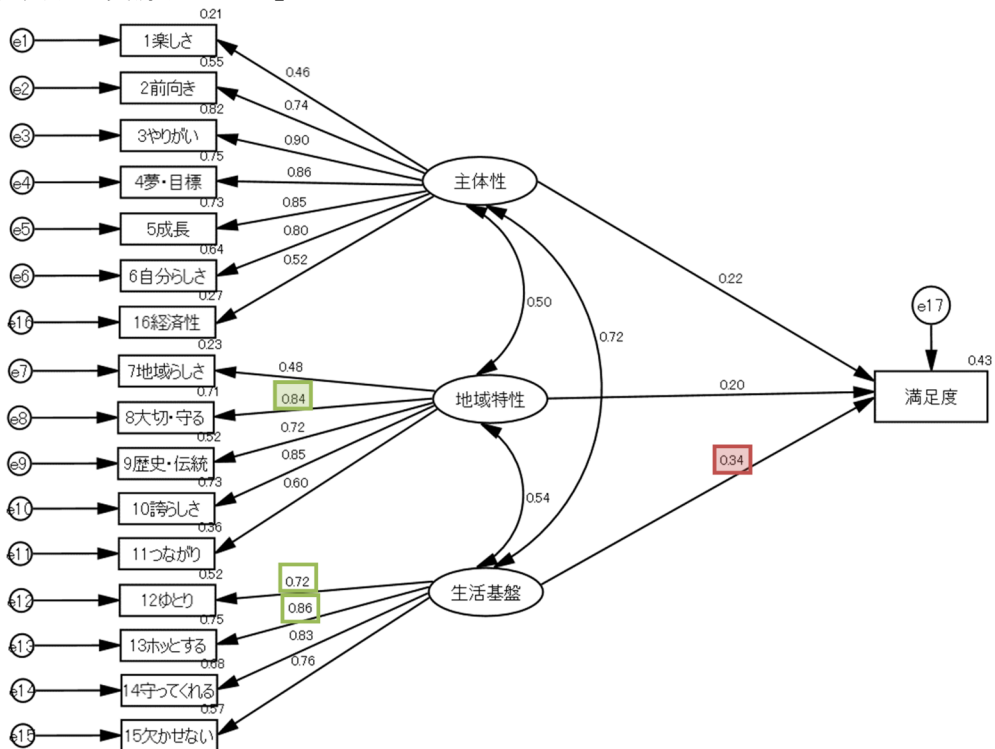 0.21
e1
1楽しさ
0.46
0.55
e2
2前向き
0.74
0.82
e3
3やりがい
0.90
0.75
e4
4夢・目標
0.86
主体性
0.73
e5
5成長
0.85
0.64
e6
6自分らしさ
0.80
0.27
e16
16経済性
0.52
0.22
0.50
0.72
e17
0.43
満足度
0.23
e7
7地域らしさ
0.48
0.71
e8
8大切・守る
0.84
地域特性
0.20
0.52
e9
9歴史・伝統
0.72
0.73
e10
10誇らしさ
0.85
0.36
e11
11つながり
0.60
0.54
0.34
0.52
e12
12ゆとり
0.72
生活基盤
0.75
e13
13ホッとする
0.86
0.68
e14
14守ってくれる
0.83
0.57
e15
15欠かせない
0.76